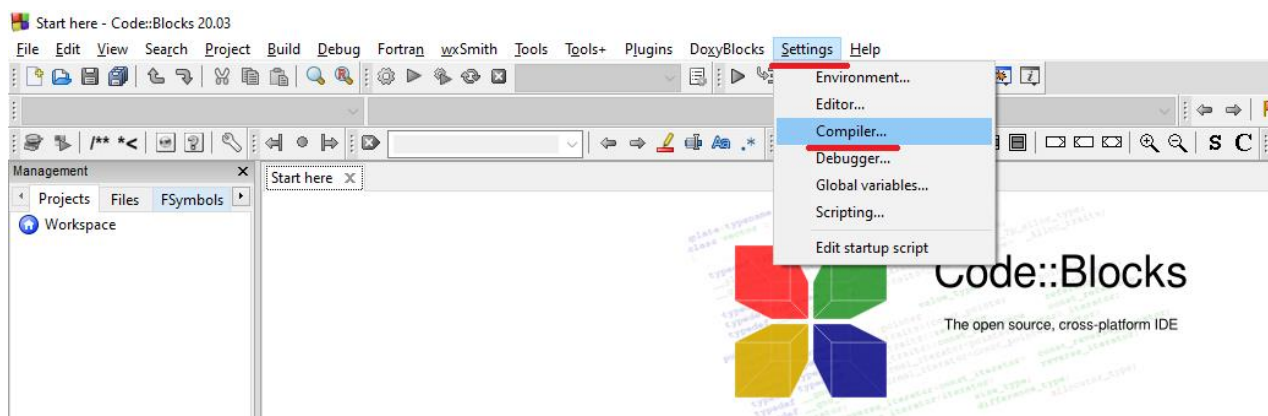 Start here - Code::Blocks 20.03
File Edit View Search Project Build Debug Fortran wxSmith Tools Tools+ Plugins DoxyBlocks Settings Help
Environment...
Editor...
Compiler...
/** *<
Aa .*
S C
Debugger...
Management
Start here
Global variables...
Projects Files FSymbols
Scripting...
Workspace
Edit startup script
Code::Blocks
The open source, cross-platform IDE